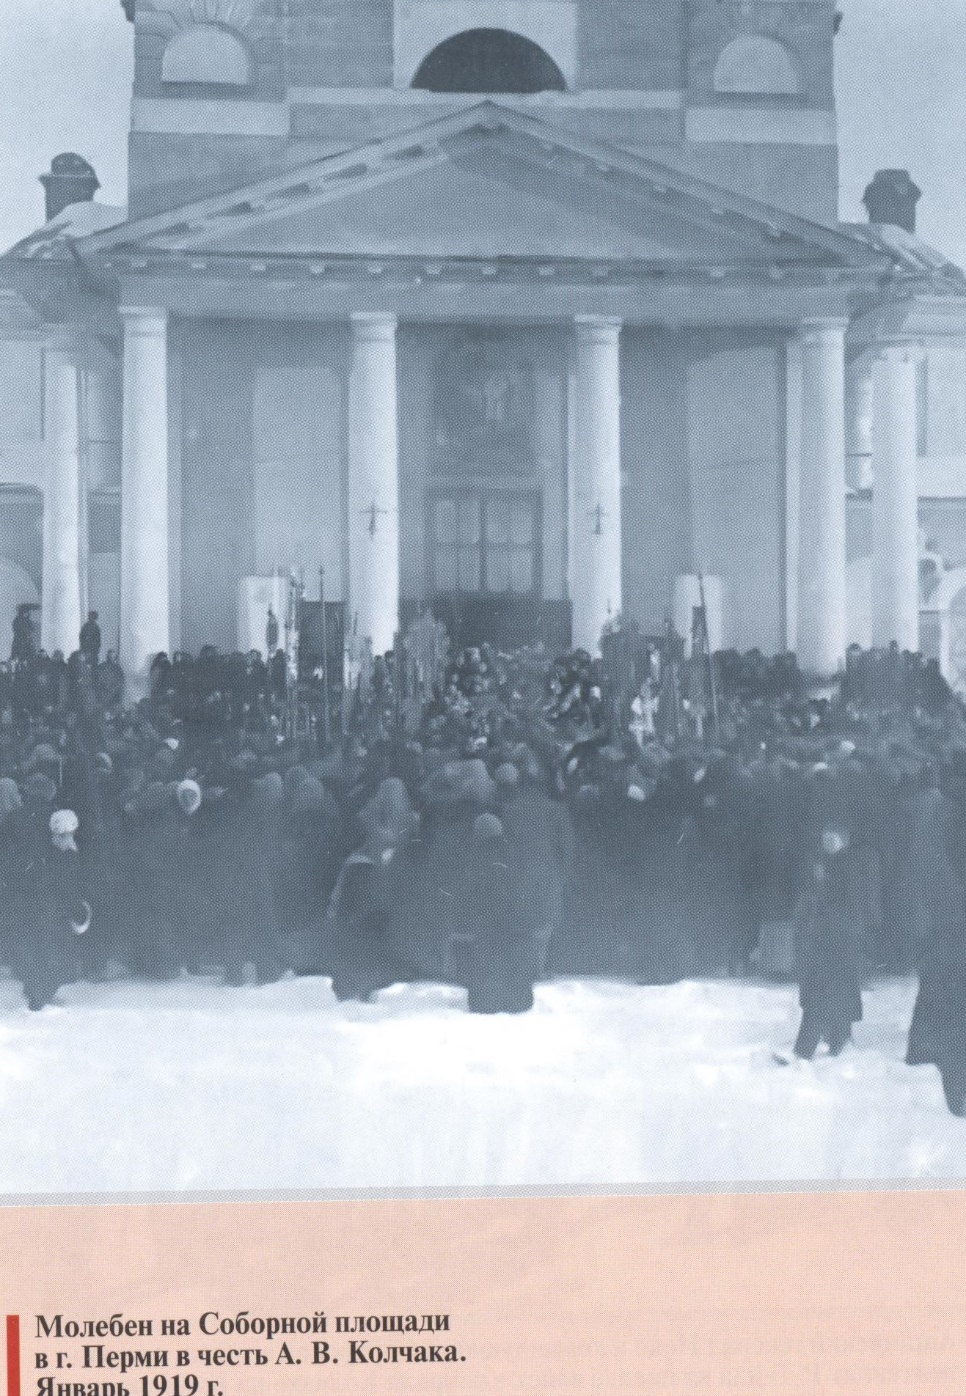 Молебен на Соборной площади
в г. Перми в честь А. В. Колчака.
Январь 1919 г.